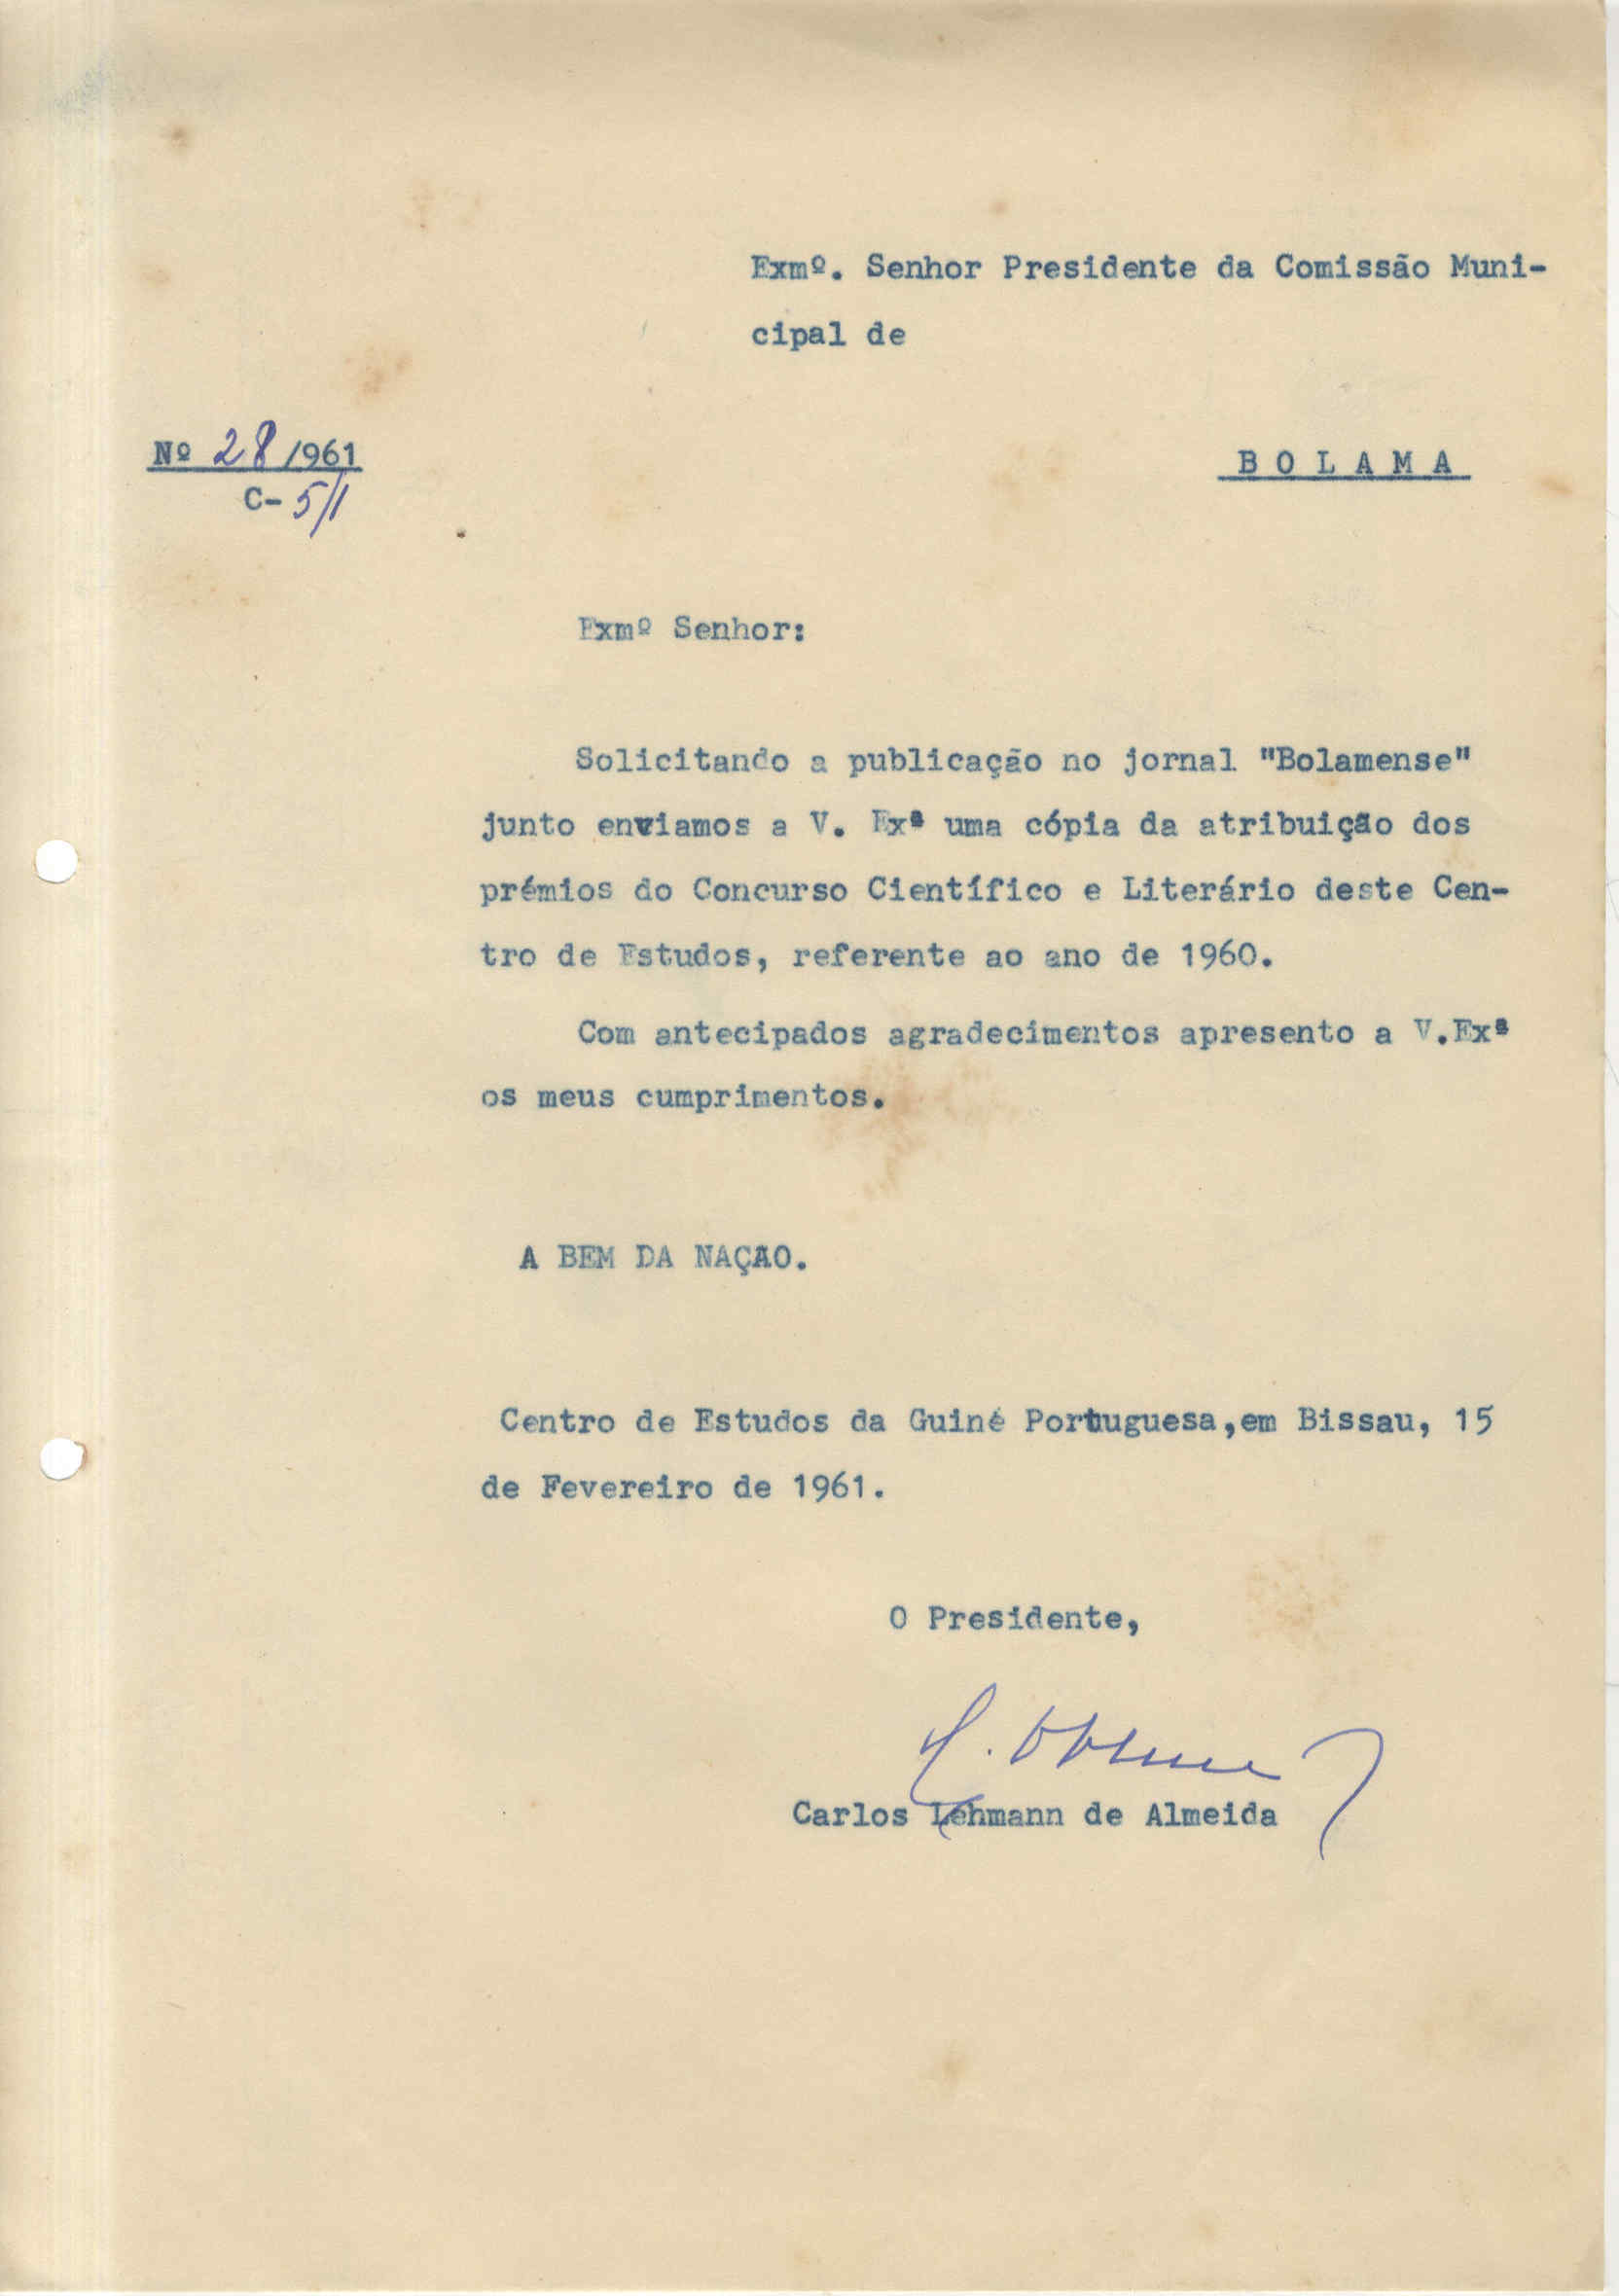 Exmº. Senhor Presidente da Comissão Muni-
cipal de
Nº 28/961
C-5/1
BOLAMA
Exmº Senhor:
Solicitando a publicação no jornal "Bolamense"
junto enviamos a V. Exª uma cópia da atribuição dos
prémios do Concurso Científico e Literário deste Cen-
tro de Estudos, referente ao ano de 1960.
Com antecipados agradecimentos apresento a V.Exª
os meus cumprimentos.
A BEM DA NAÇAO.
Centro de Estudos da Guiné Portuguesa,em Bissau, 15
de Fevereiro de 1961.
O Presidente,
Carlos Lehmann de Almeida